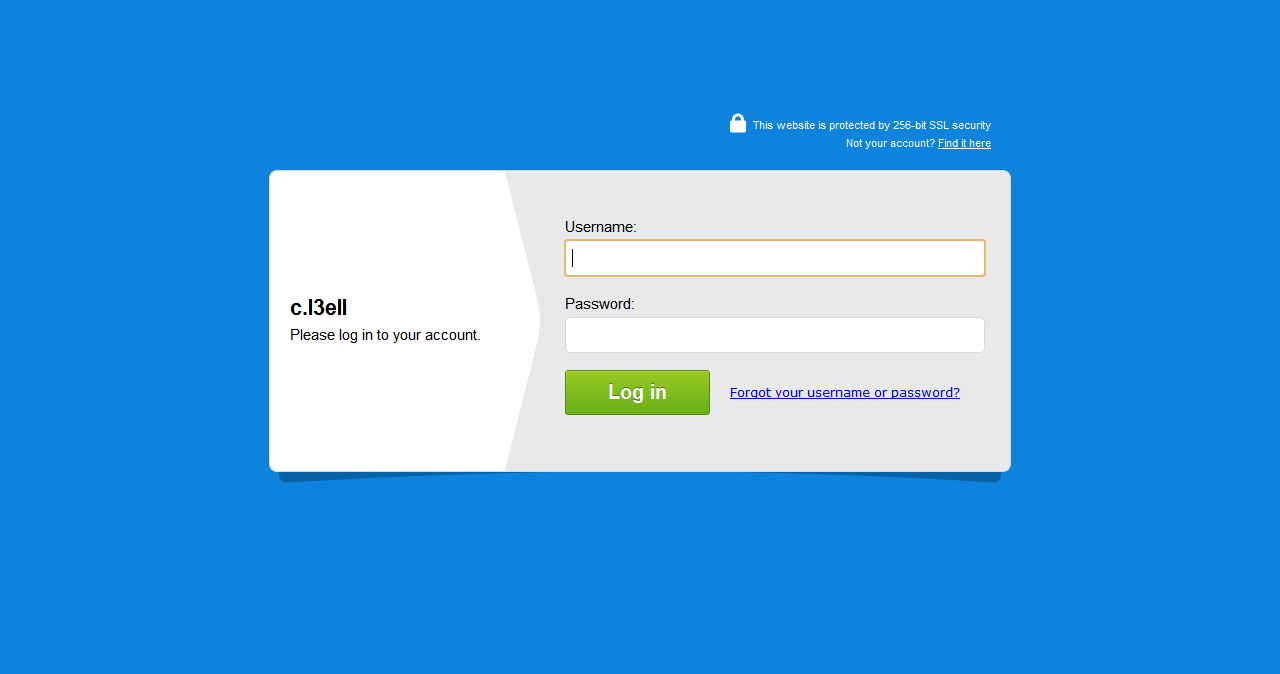 This website is protected by 256-bit SSL security
Not your account? Find it here
c.l3ell
Please log in to your account.
Username:
Password:
Log in
Forgot your username or password?